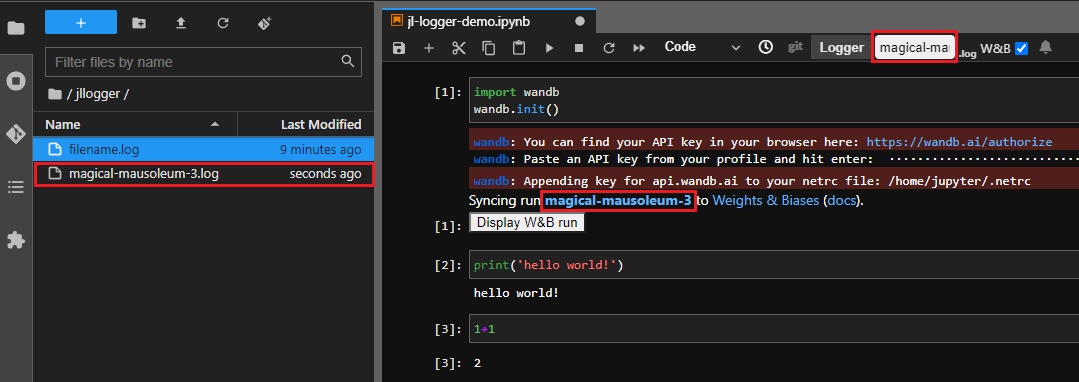 jl-logger-demo.ipynb
Code
git
Logger
magical-mau
.log
W&B
Filter files by name
/ jllogger /
Name
Last Modified
filename.log
9 minutes ago
magical-mausoleum-3.log
seconds ago
[1]:
import wandb
wandb.init()
wandb: You can find your API key in your browser here: https://wandb.ai/authorize
wandb: Paste an API key from your profile and hit enter: ································
wandb: Appending key for api.wandb.ai to your netrc file: /home/jupyter/.netrc
Syncing run magical-mausoleum-3 to Weights & Biases (docs).
[1]:
Display W&B run
[2]:
print('hello world!')
hello world!
[3]:
1+1
[3]:
2